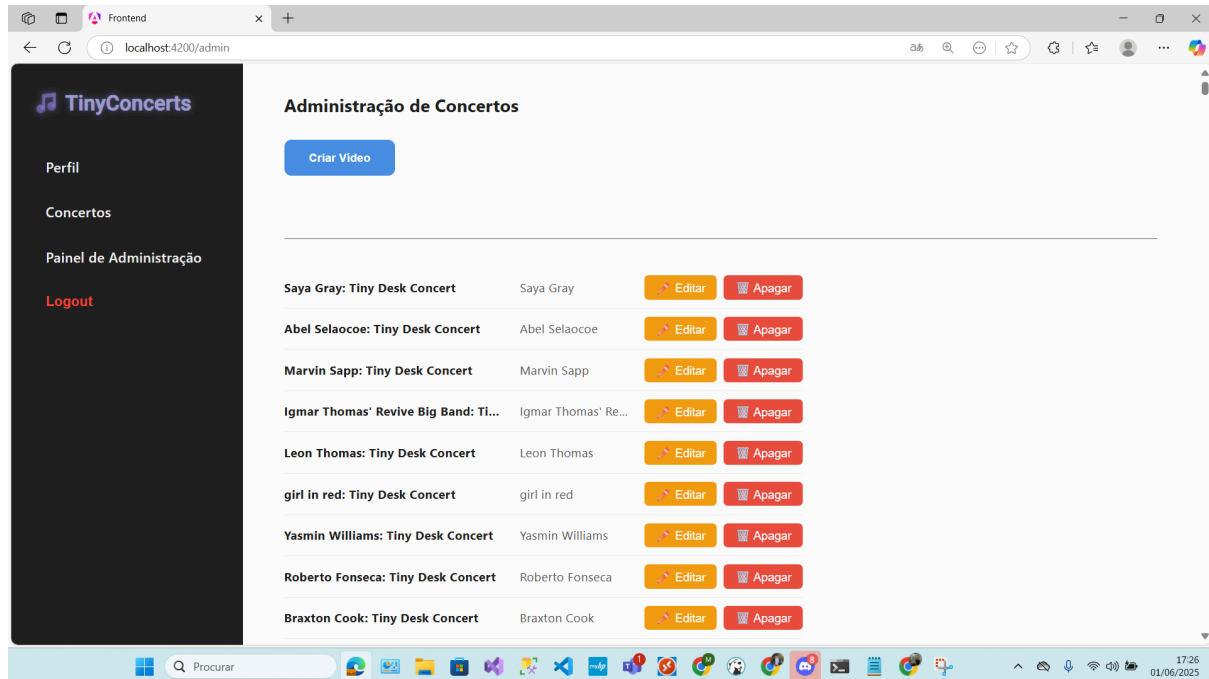 Frontend
localhost:4200/admin
TinyConcerts
Perfil
Concertos
Painel de Administração
Logout
Administração de Concertos
Criar Video
Saya Gray: Tiny Desk Concert Saya Gray Editar Apagar
Abel Selaocoe: Tiny Desk Concert Abel Selaocoe Editar Apagar
Marvin Sapp: Tiny Desk Concert Marvin Sapp Editar Apagar
Igmar Thomas' Revive Big Band: Ti... Igmar Thomas' Re... Editar Apagar
Leon Thomas: Tiny Desk Concert Leon Thomas Editar Apagar
girl in red: Tiny Desk Concert girl in red Editar Apagar
Yasmin Williams: Tiny Desk Concert Yasmin Williams Editar Apagar
Roberto Fonseca: Tiny Desk Concert Roberto Fonseca Editar Apagar
Braxton Cook: Tiny Desk Concert Braxton Cook Editar Apagar
Procurar
17:26
01/06/2025